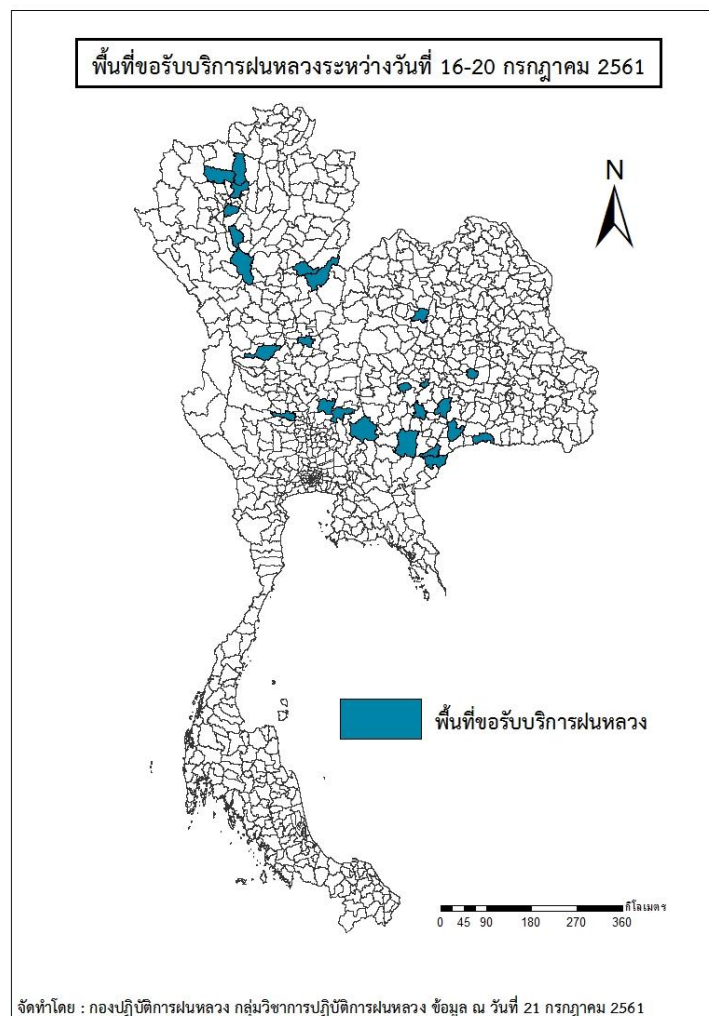 พื้นที่ขอรับบริการฝนหลวงระหว่างวันที่ 16-20 กรกฎาคม 2561
N
พื้นที่ขอรับบริการฝนหลวง
กิโลเมตร
0 45 90 180 270 360
จัดทำโดย : กองปฏิบัติการฝนหลวง กลุ่มวิชาการปฏิบัติการฝนหลวง ข้อมูล ณ วันที่ 21 กรกฎาคม 2561